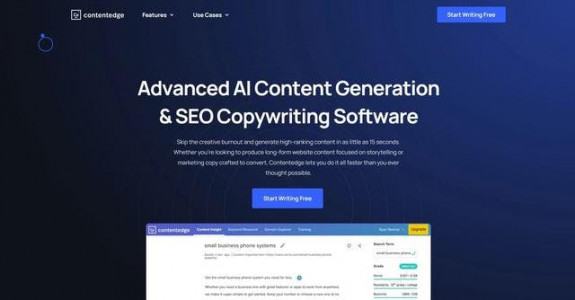 contentedge
Features
Use Cases
Start Writing Free
Advanced AI Content Generation
& SEO Copywriting Software
Skip the creative burnout and generate high-ranking content in as little as 15 seconds.
Whether you're looking to produce long-form website content focused on storytelling or
marketing copy crafted to convert, Contentedge lets you do it all faster than you ever
thought possible.
Start Writing Free
contentedge
Content Insight
Keyword Research
Domain Explorer
Training
Upgrade
small business phone systems
Search Term
small business phone
Grade
Get the small business phone system you need for less.
Whether you need a business line with great features or apps to work from anywhere,
we make it super simple to get started. Keep your number or choose a new one to